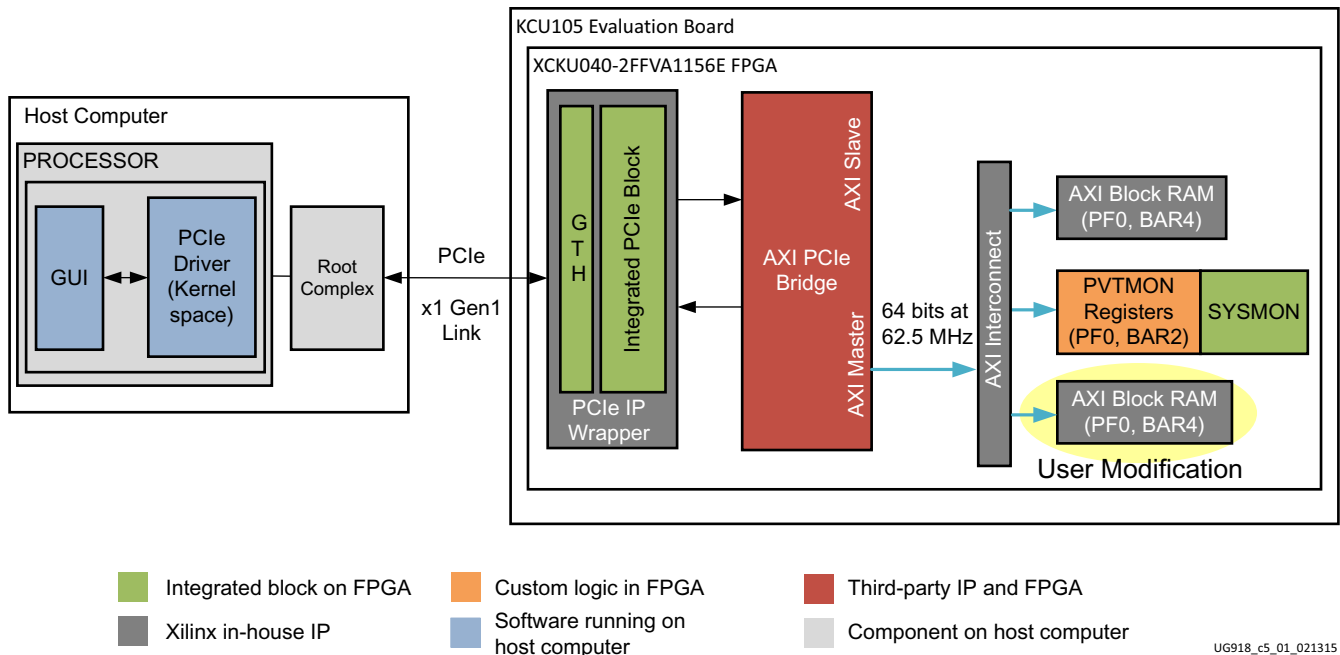 KCU105 Evaluation Board
XCKU040-2FFVA1156E FPGA
Host Computer
PROCESSOR
GUI
PCIe
Driver
(Kernel
space)
Root
Complex
PCIe
x1 Gen1
Link
G
T
H
Integrated PCIe Block
PCIe IP
Wrapper
AXI Slave
AXI PCIe
Bridge
AXI Master
64 bits at
62.5 MHz
AXI Interconnect
AXI Block RAM
(PF0, BAR4)
PVTMON
Registers
(PF0, BAR2)
SYSMON
AXI Block RAM
(PF0, BAR4)
User Modification
Integrated block on FPGA
Custom logic in FPGA
Third-party IP and FPGA
Xilinx in-house IP
Software running on
host computer
Component on host computer
UG918_c5_01_021315